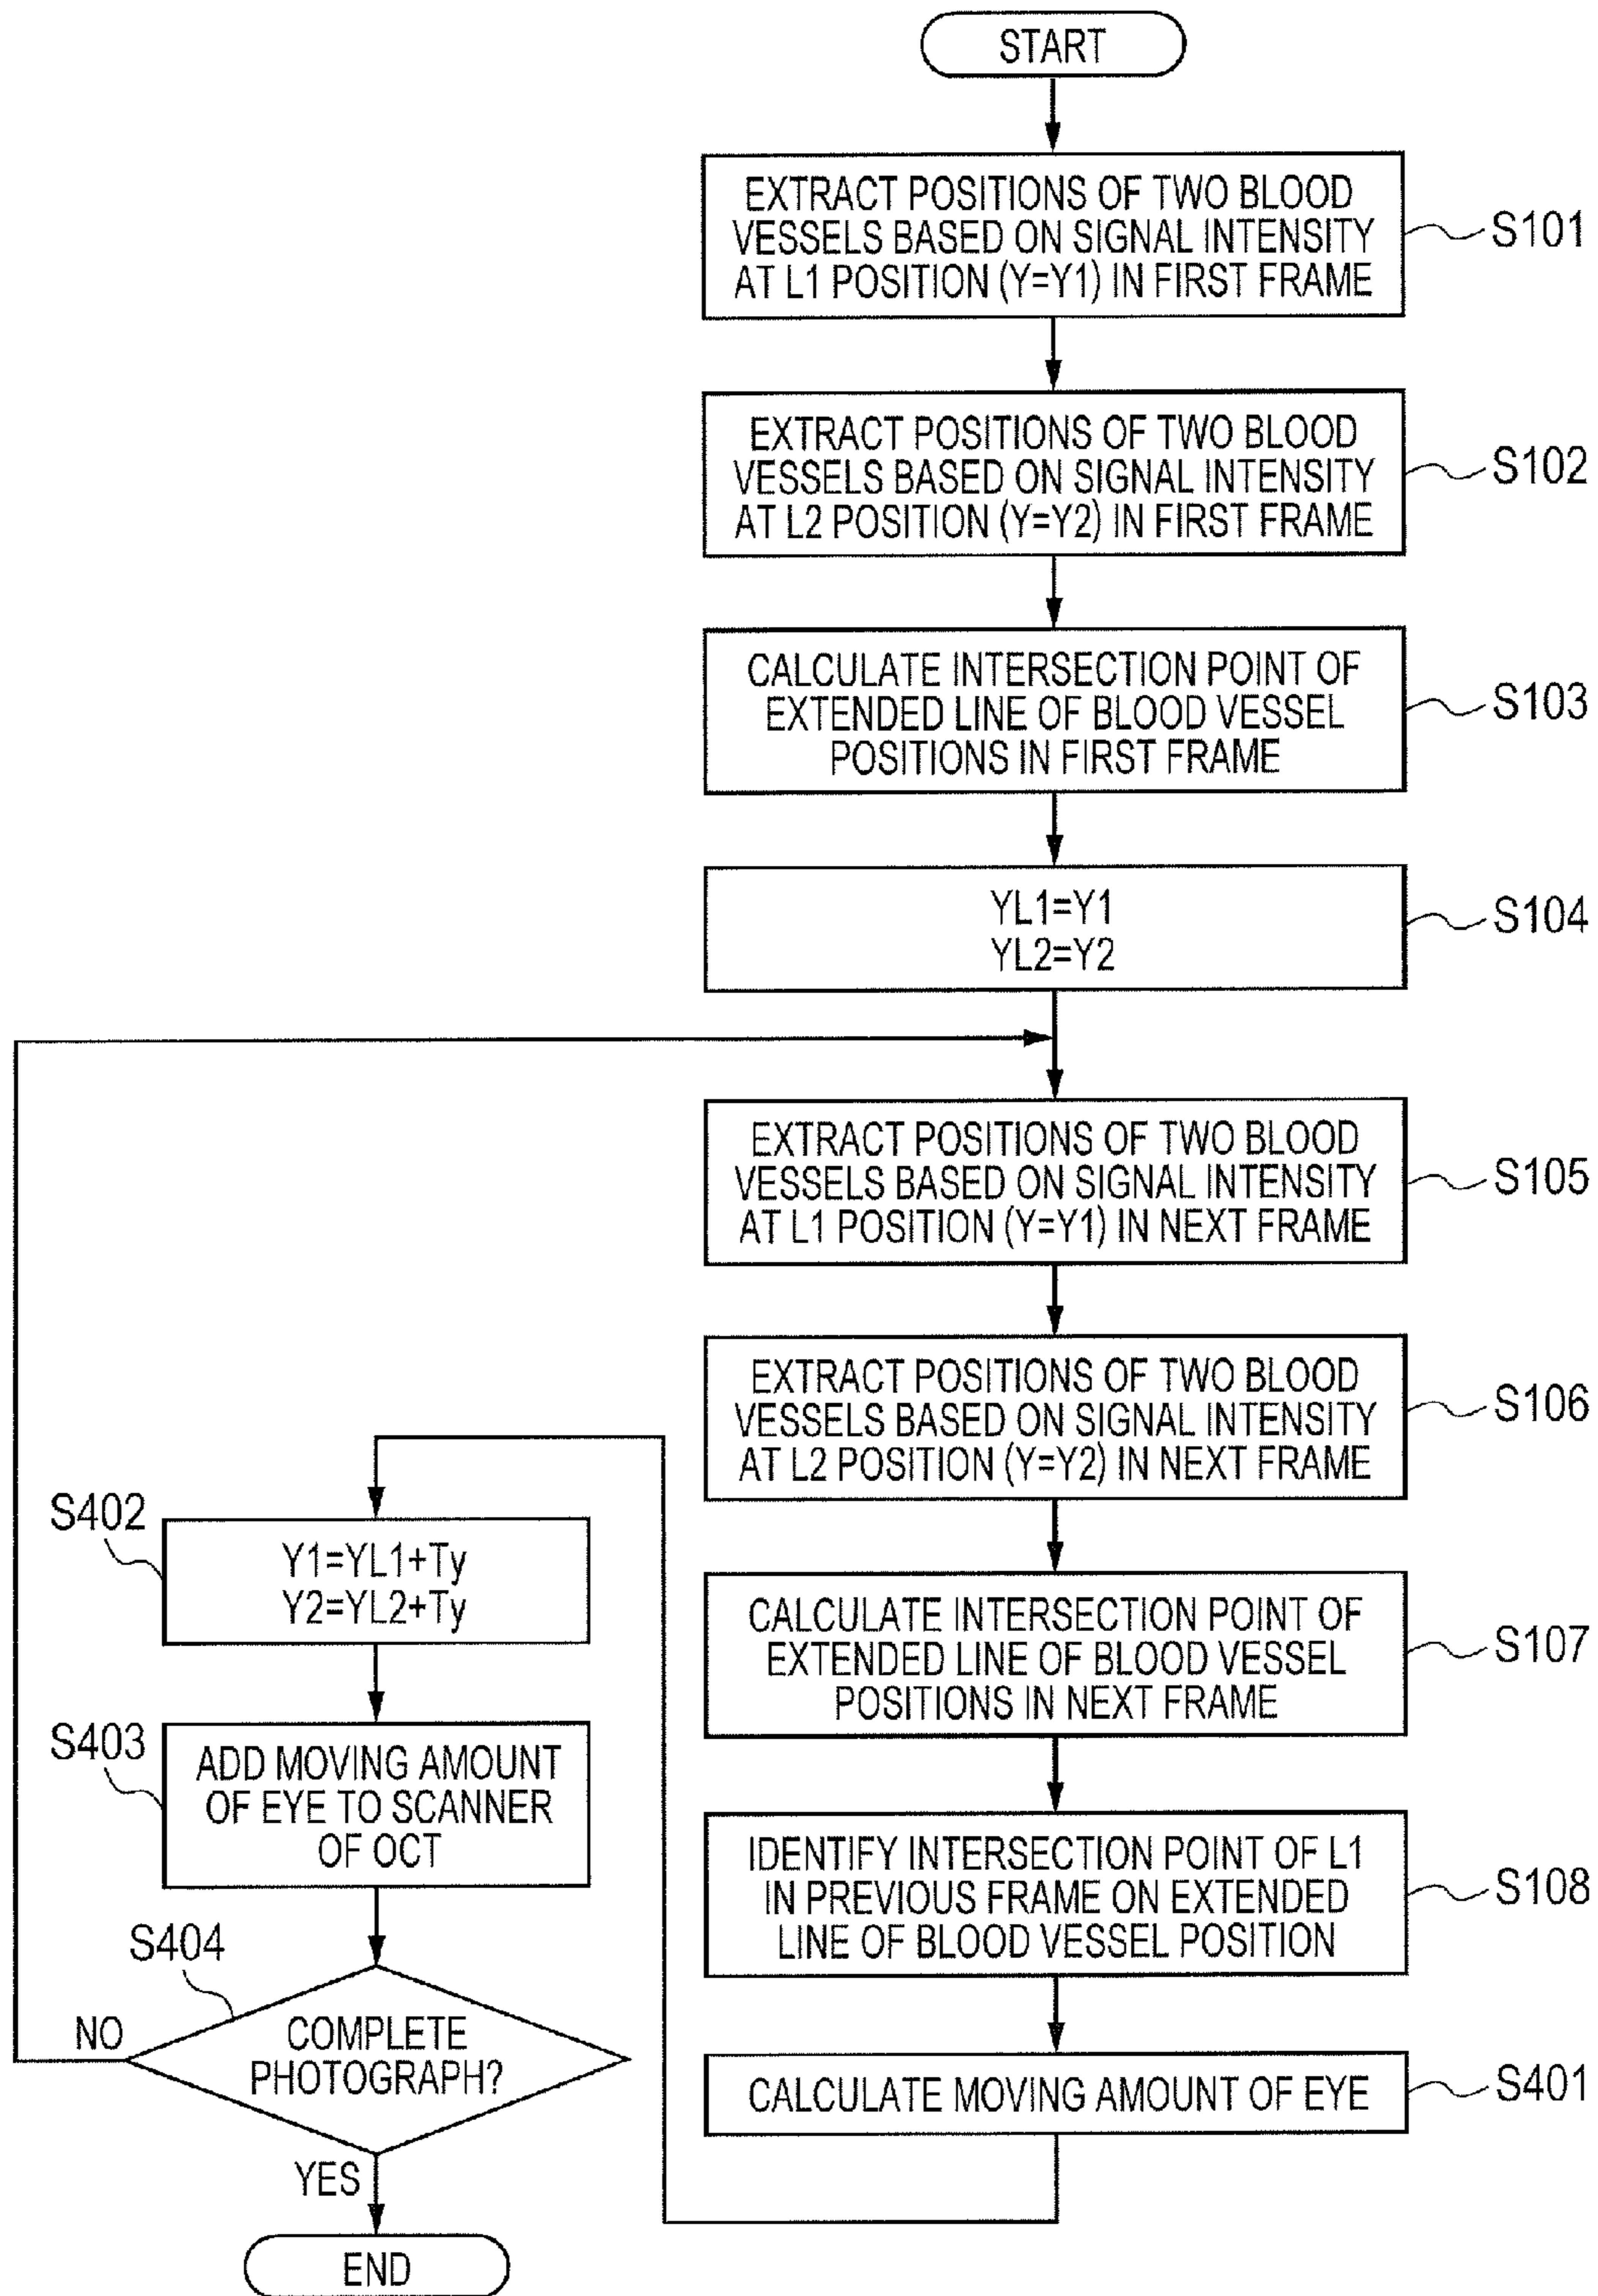 START
EXTRACT POSITIONS OF TWO BLOOD
VESSELS BASED ON SIGNAL INTENSITY
AT L1 POSITION (Y=Y1) IN FIRST FRAME
S101
EXTRACT POSITIONS OF TWO BLOOD
VESSELS BASED ON SIGNAL INTENSITY
AT L2 POSITION (Y=Y2) IN FIRST FRAME
S102
CALCULATE INTERSECTION POINT OF
EXTENDED LINE OF BLOOD VESSEL
POSITIONS IN FIRST FRAME
S103
YL1=Y1
YL2=Y2
S104
EXTRACT POSITIONS OF TWO BLOOD
VESSELS BASED ON SIGNAL INTENSITY
AT L1 POSITION (Y=Y1) IN NEXT FRAME
S105
EXTRACT POSITIONS OF TWO BLOOD
VESSELS BASED ON SIGNAL INTENSITY
AT L2 POSITION (Y=Y2) IN NEXT FRAME
S106
CALCULATE INTERSECTION POINT OF
EXTENDED LINE OF BLOOD VESSEL
POSITIONS IN NEXT FRAME
S107
IDENTIFY INTERSECTION POINT OF L1
IN PREVIOUS FRAME ON EXTENDED
LINE OF BLOOD VESSEL POSITION
S108
CALCULATE MOVING AMOUNT OF EYE
S401
S402
Y1=YL1+Ty
Y2=YL2+Ty
S403
ADD MOVING AMOUNT
OF EYE TO SCANNER
OF OCT
S404
COMPLETE
PHOTOGRAPH?
NO
YES
END